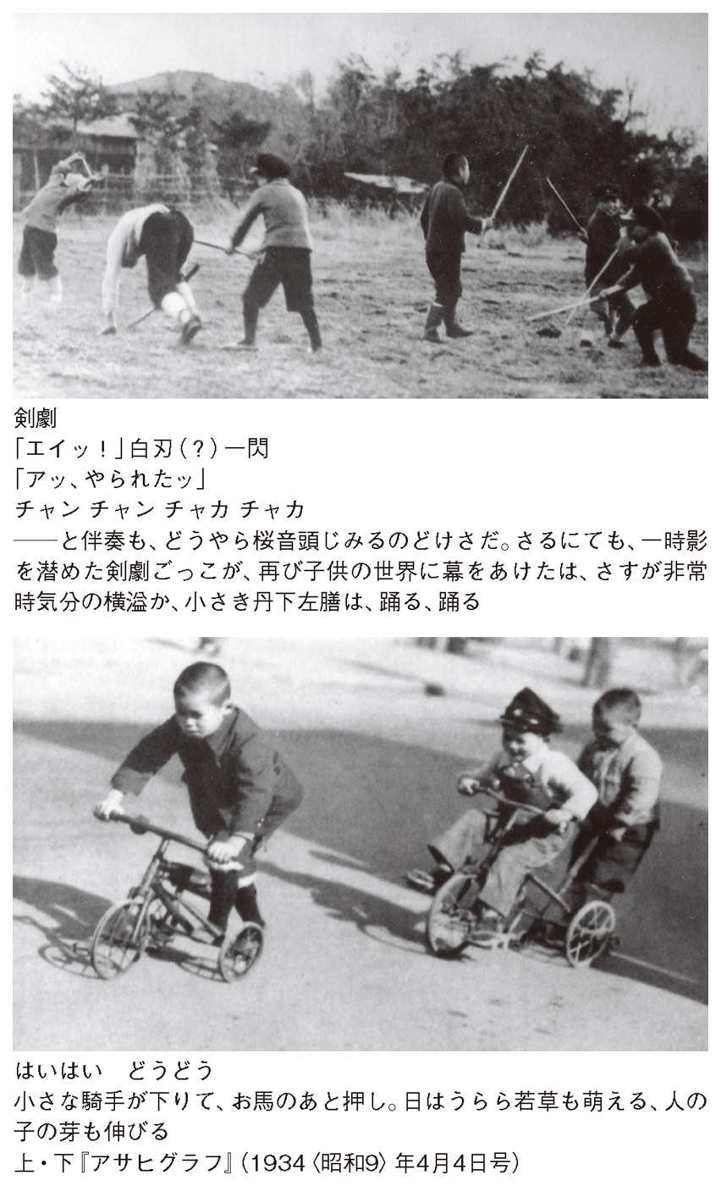 剣劇
「エイッ！」白刃（？）一閃
「アッ、やられたッ」
チャン チャン チャカ チャカ
――と伴奏も、どうやら桜音頭じみるのどけさだ。さるにても、一時影
を潜めた剣劇ごっこが、再び子供の世界に幕をあけたは、さすが非常
時気分の横溢か、小さき丹下左膳は、踊る、踊る
はいはい　どうどう
小さな騎手が下りて、お馬のあと押し。日はうらら若草も萌える、人の
子の芽も伸びる
上・下『アサヒグラフ』（1934〈昭和9〉年4月4日号）